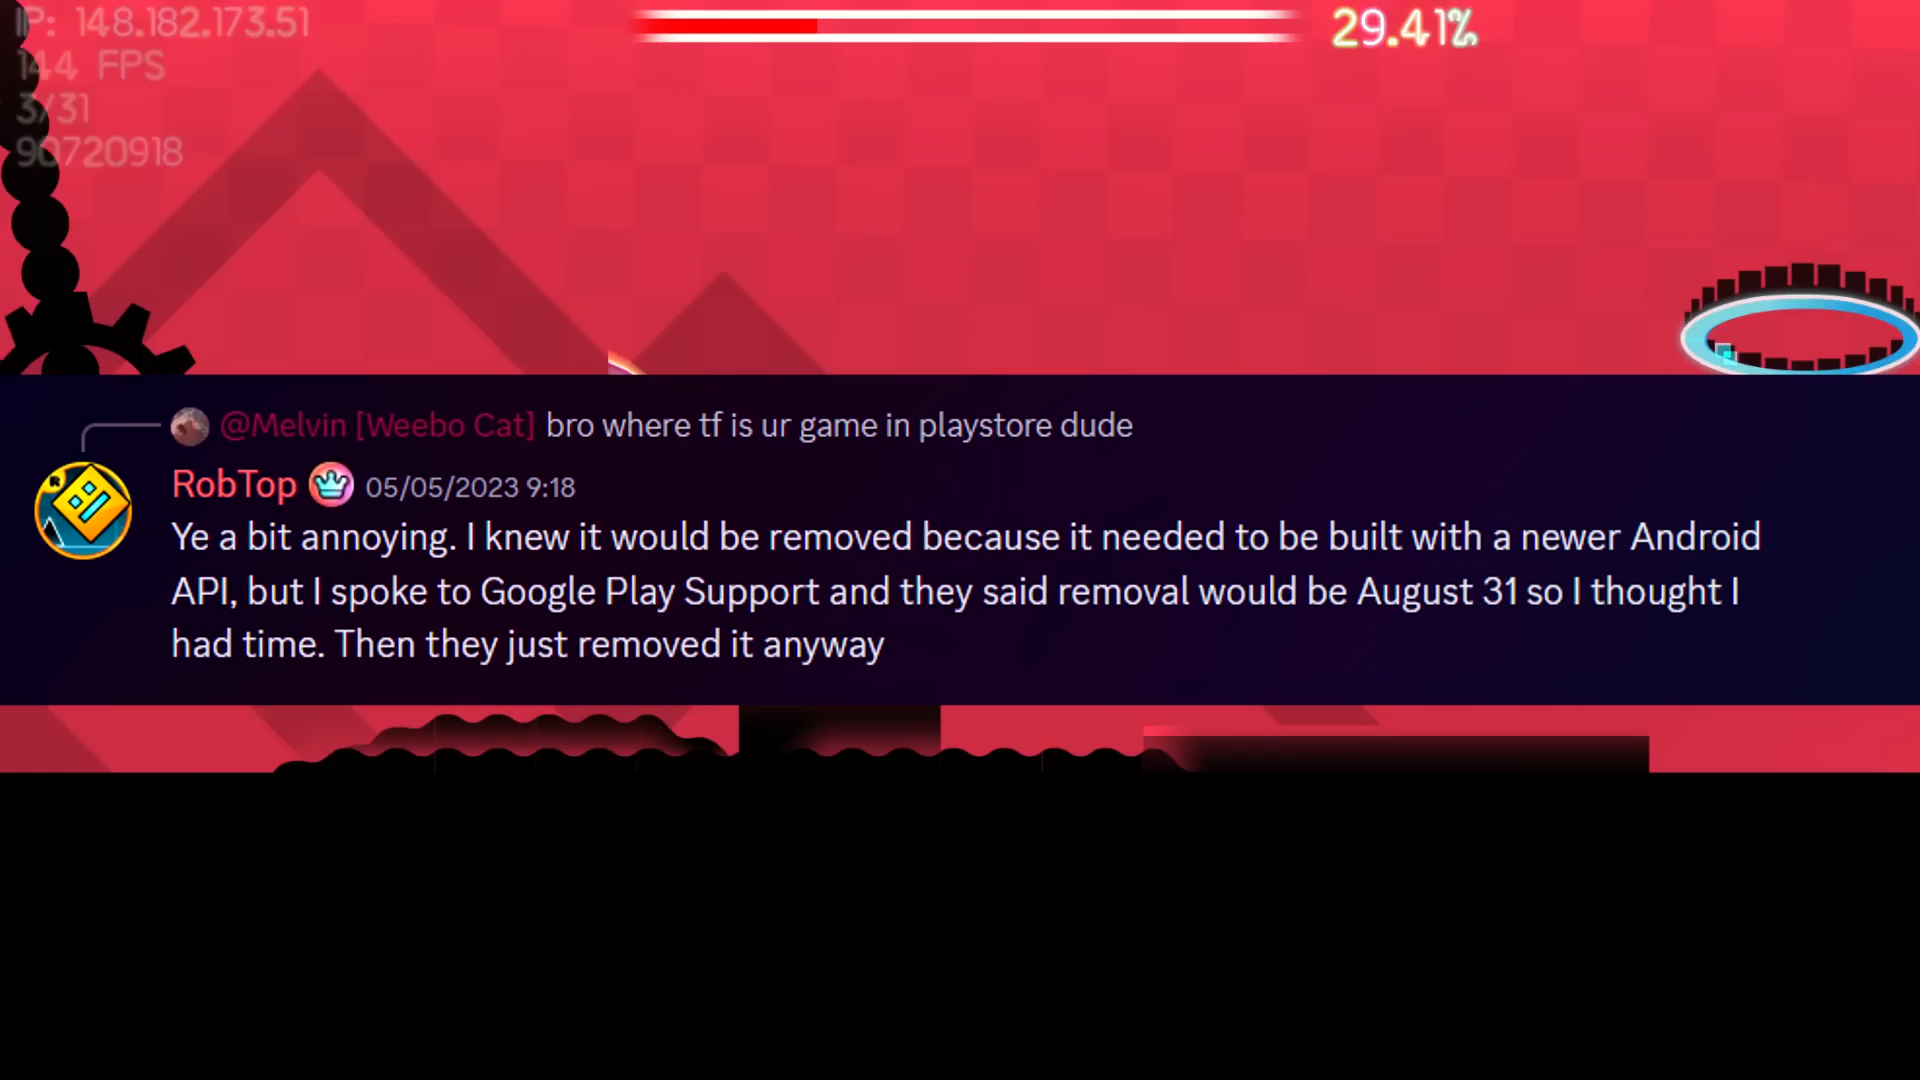 IP: 148.182.173.51
29.41%
144 FPS
3/31
90720918
@Melvin [Weebo Cat] bro where tf is ur game in playstore dude
RobTop 05/05/2023 9:18
Ye a bit annoying. I knew it would be removed because it needed to be built with a newer Android
API, but I spoke to Google Play Support and they said removal would be August 31 so I thought I
had time. Then they just removed it anyway